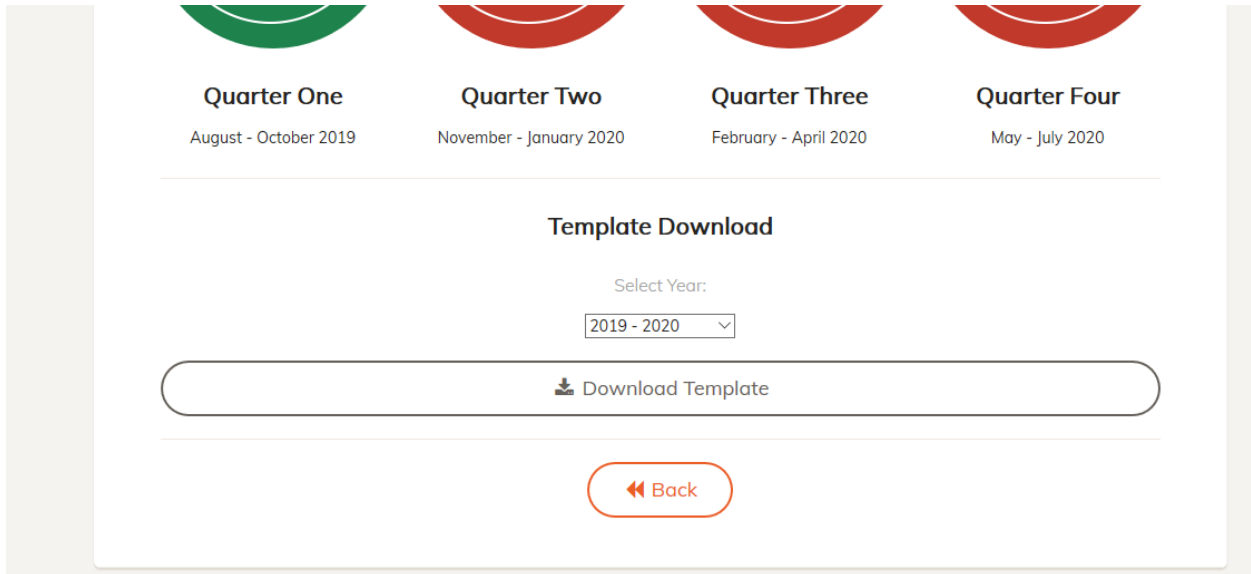 Quarter One
Quarter Two
Quarter Three
Quarter Four
August - October 2019
November - January 2020
February - April 2020
May - July 2020
Template Download
Select Year:
2019 - 2020
Download Template
Back